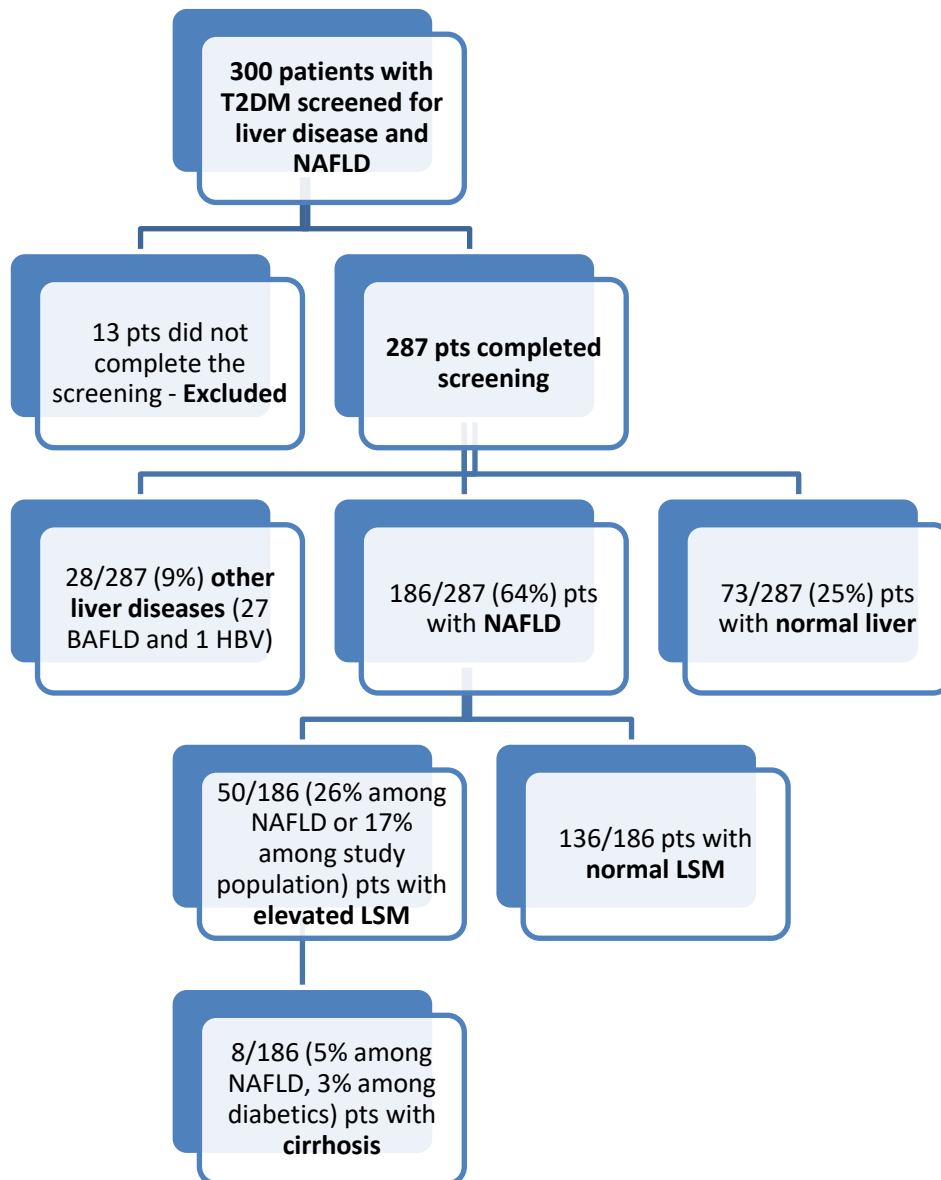 300 patients with
T2DM screened for
liver disease and
NAFLD
13 pts did not
complete the
screening - Excluded
287 pts completed
screening
28/287 (9%) other
liver diseases (27
BAFLD and 1 HBV)
186/287 (64%) pts
with NAFLD
73/287 (25%) pts
with normal liver
50/186 (26% among
NAFLD or 17%
among study
population) pts with
elevated LSM
136/186 pts with
normal LSM
8/186 (5% among
NAFLD, 3% among
diabetics) pts with
cirrhosis